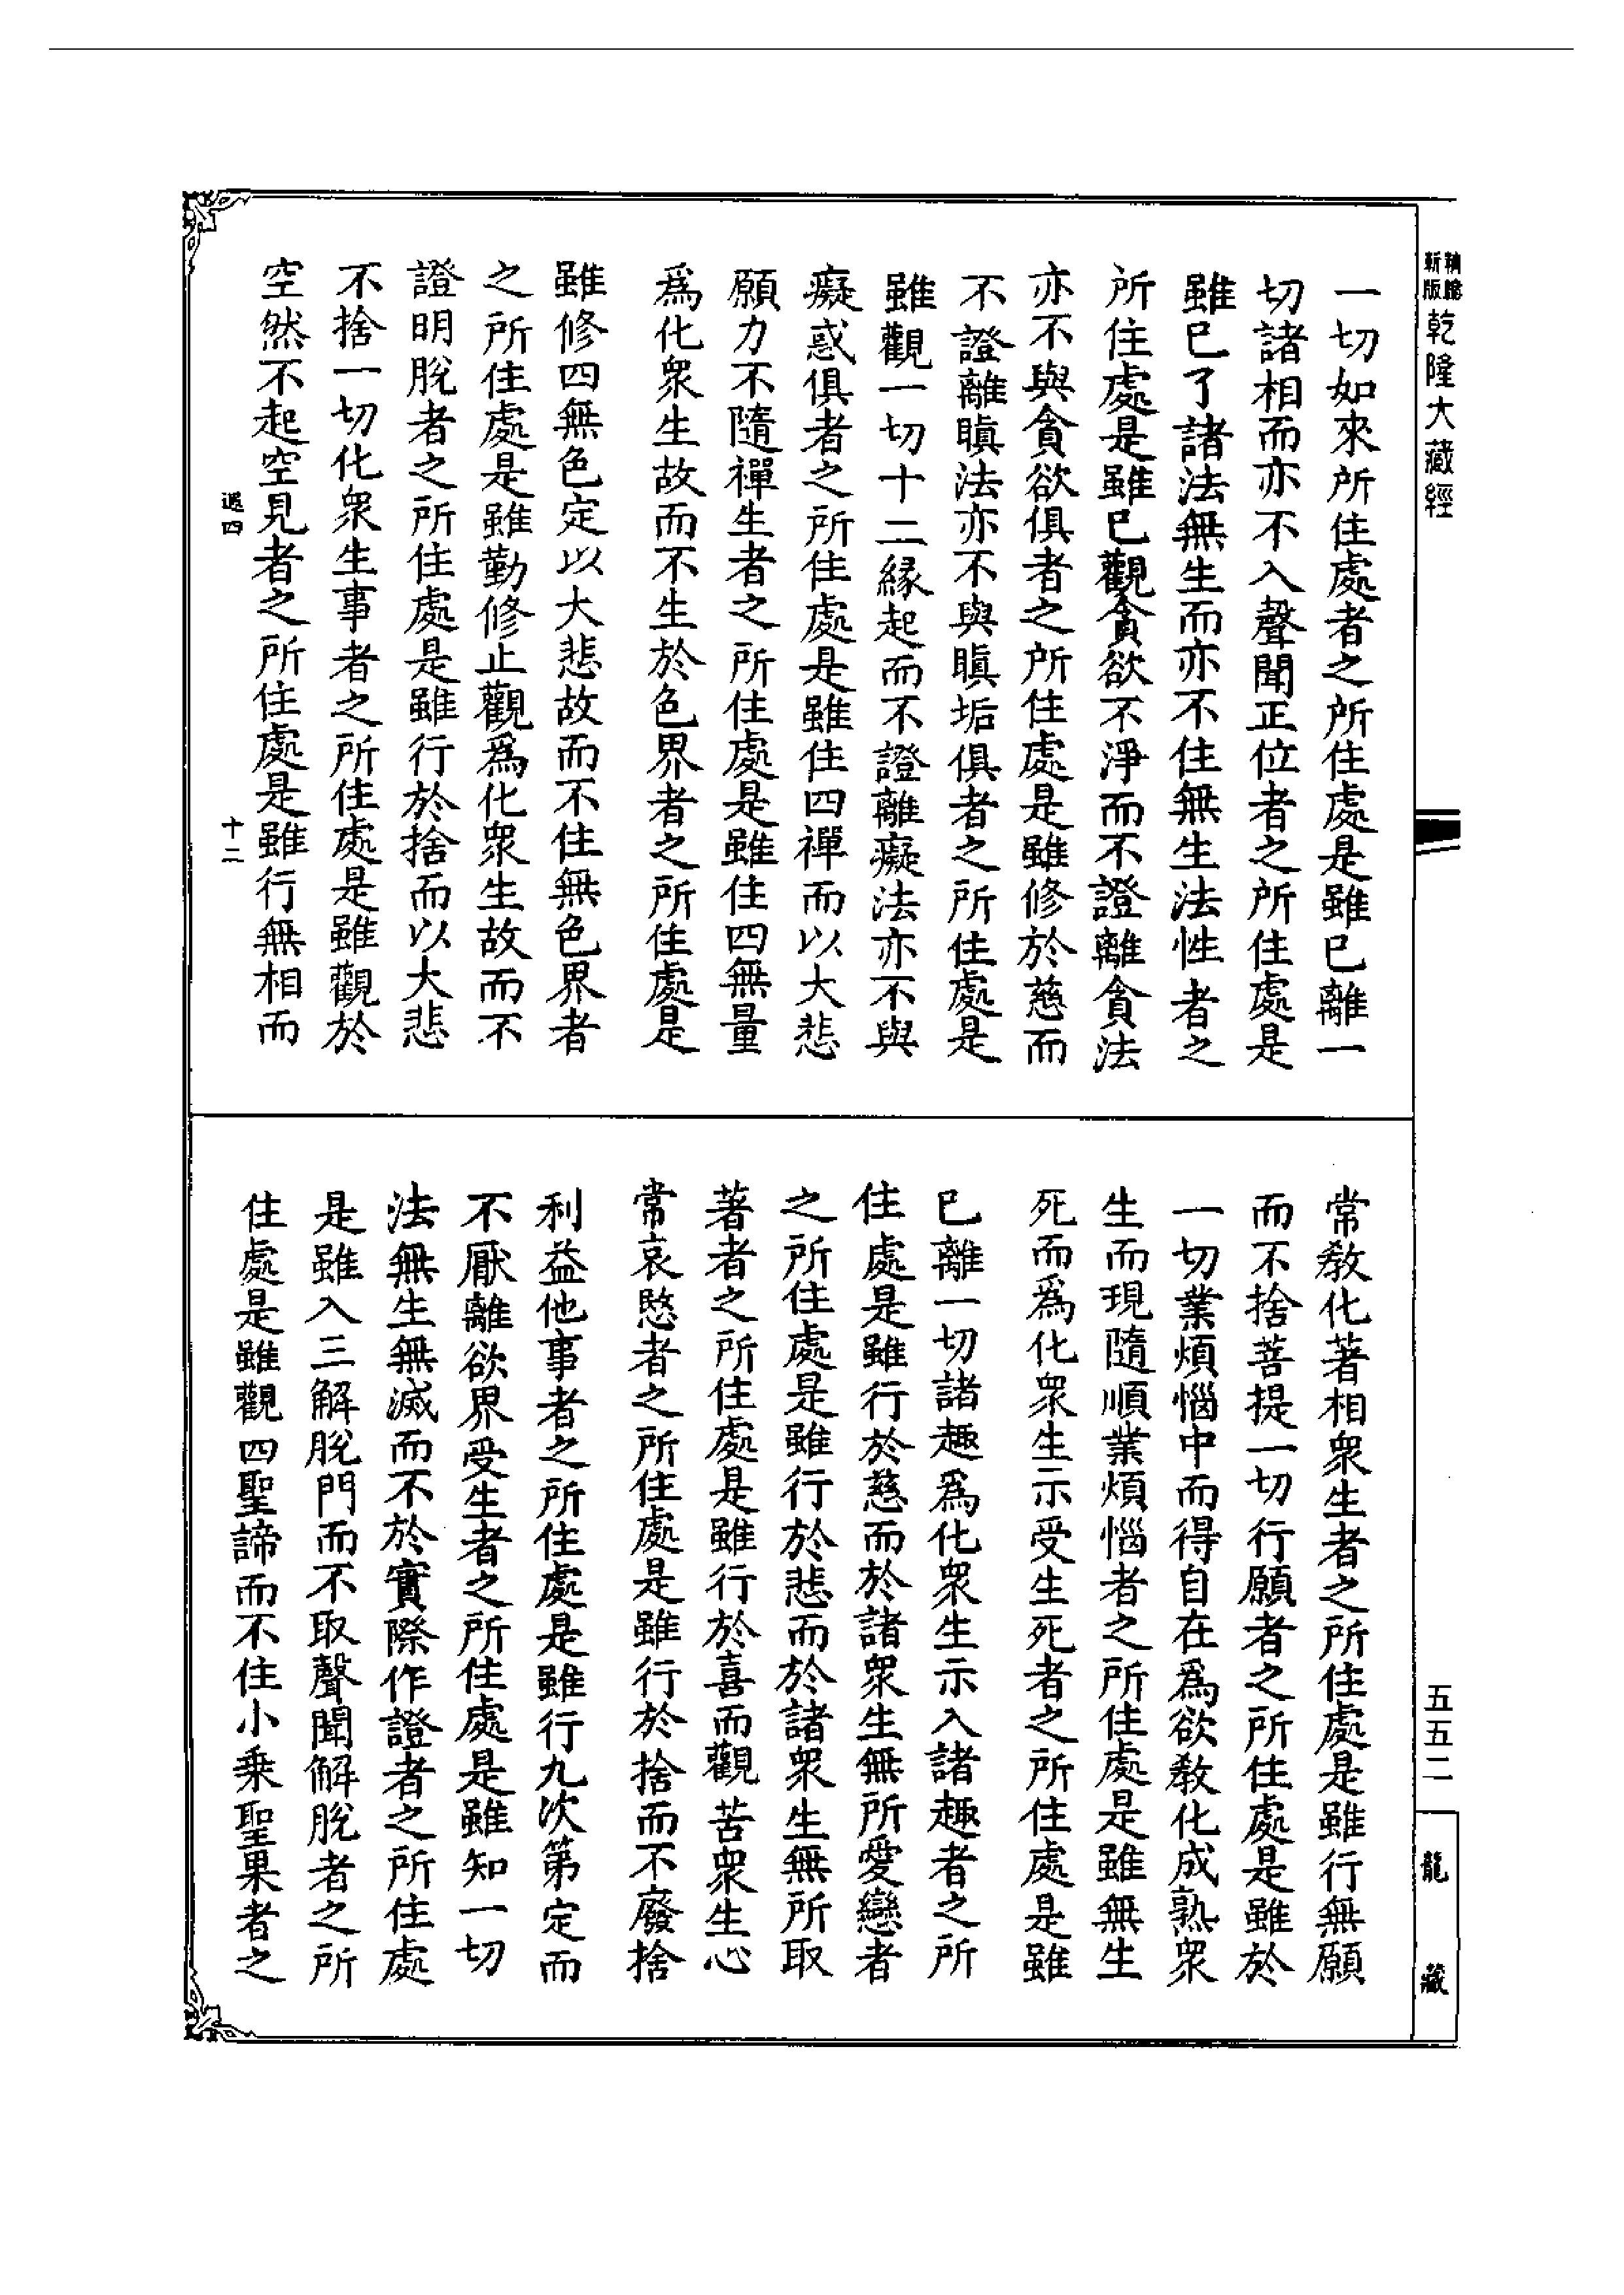 精縮
新版
乾隆大藏經
一切如來所住處者之所住處是雖已離一
切諸相而亦不入聲聞正位者之所住處是
雖已了諸法無生而亦不住無生法性者之
所住處是雖已觀貪欲不淨而不證離貪法
亦不與貪欲俱者之所住處是雖修於慈而
不證離瞋法亦不與瞋垢俱者之所住處是
雖觀一切十二緣起而不證離癡法亦不與
癡惑俱者之所住處是雖住四禪而以大悲
願力不隨禪生者之所住處是雖住四無量
爲化衆生故而不生於色界者之所住處是
雖修四無色定以大悲故而不住無色界者
之所住處是雖勤修止觀爲化衆生故而不
證明脫者之所住處是雖行於捨而以大悲
不捨一切化衆生事者之所住處是雖觀於
空然不起空見者之所住處是雖行無相而
四
十二
常教化著相衆生者之所住處是雖行無願
而不捨菩提一切行願者之所住處是雖於
一切業煩惱中而得自在爲欲教化成熟衆
生而現隨順業煩惱者之所住處是雖無生
死而爲化衆生示受生死者之所住處是雖
已離一切諸趣爲化衆生示入諸趣者之所
住處是雖行於慈而於諸衆生無所愛戀者
之所住處是雖行於悲而於諸衆生無所取
著者之所住處是雖行於喜而觀苦衆生心
常哀愍者之所住處是雖行於捨而不廢捨
利益他事者之所住處是雖行九次第定而
不厭離欲界受生者之所住處是雖知一切
法無生無滅而不於實際作證者之所住處
是雖入三解脫門而不取聲聞解脫者之所
住處是雖觀四聖諦而不住小乘聖果者之
五五二
龍藏